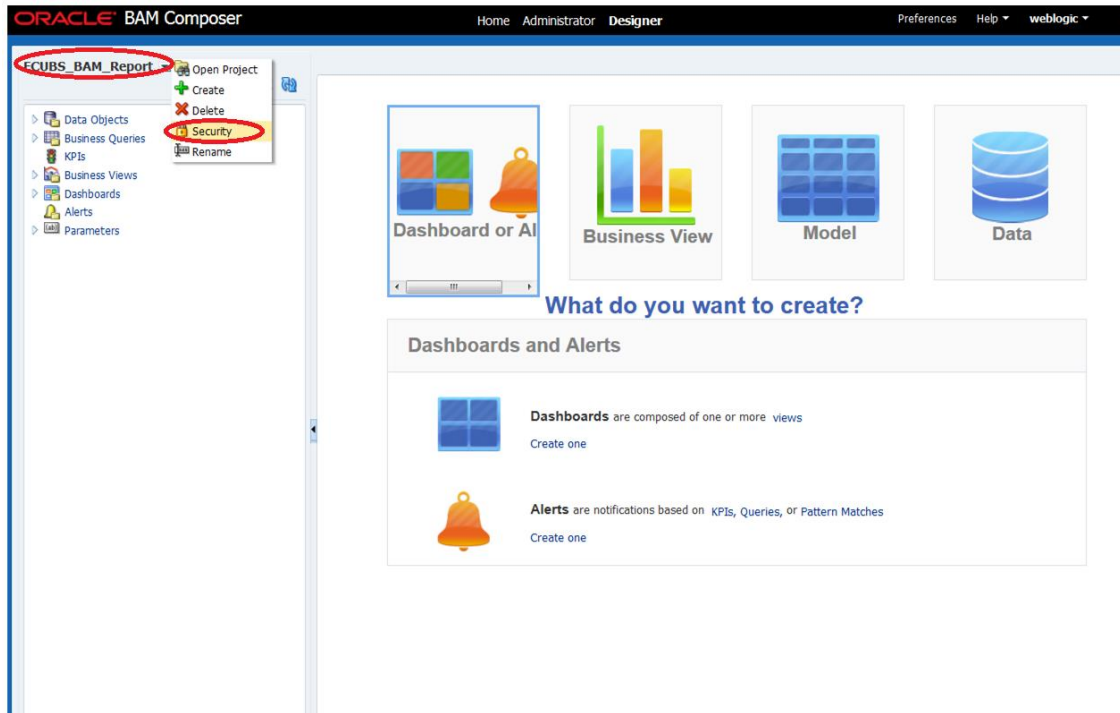 ORACLE® BAM Composer
Home Administrator Designer
Preferences Help weblogic
ECUBS_BAM_Report
Open Project
Create
Delete
Security
Rename
Data Objects
Business Queries
KPIs
Business Views
Dashboards
Alerts
Parameters
Dashboard or Al
Business View
Model
Data
What do you want to create?
Dashboards and Alerts
Dashboards are composed of one or more views
Create one
Alerts are notifications based on KPIs, Queries, or Pattern Matches
Create one